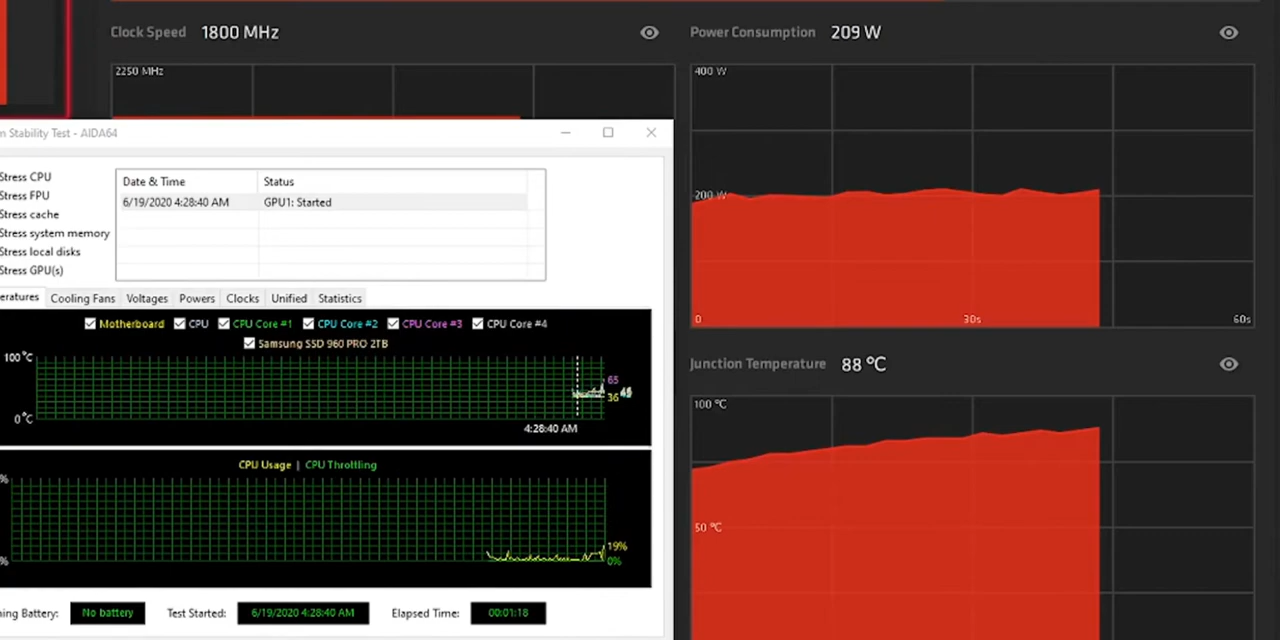 Clock Speed 1800 MHz
Power Consumption 209 W
2250 MHz
400 W
200 W
0 30s 60s
Junction Temperature 88 °C
100 °C
50 °C
n Stability Test - AIDA64
Stress CPU
Stress FPU
Stress cache
Stress system memory
Stress local disks
Stress GPU(s)
Date & Time Status
6/19/2020 4:28:40 AM GPU1: Started
eratures Cooling Fans Voltages Powers Clocks Unified Statistics
Motherboard CPU CPU Core #1 CPU Core #2 CPU Core #3 CPU Core #4
Samsung SSD 960 PRO 2TB
100°C
65
36
0°C
4:28:40 AM
CPU Usage | CPU Throttling
%
19%
% 0%
ning Battery: No battery Test Started: 6/19/2020 4:28:40 AM Elapsed Time: 00:01:18